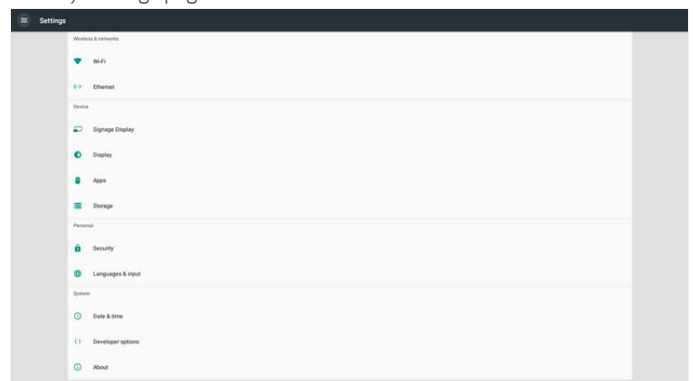 Settings
Wireless & networks
Wi-Fi
Ethernet
Device
Signage Display
Display
Apps
Storage
Personal
Security
Languages & input
System
Date & time
Developer options
About